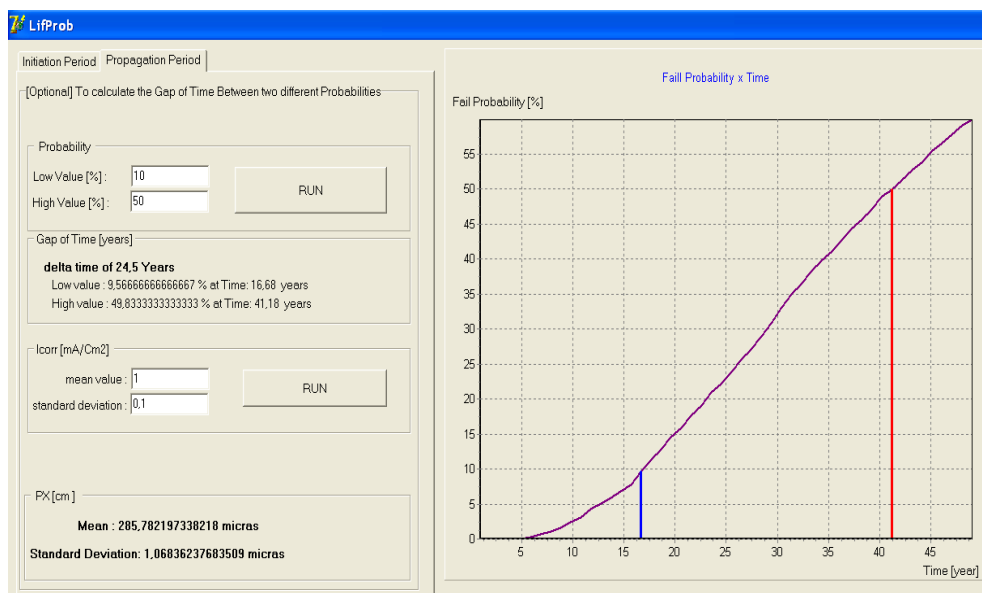 LifProb
Initiation Period Propagation Period
[Optional] To calculate the Gap of Time Between two different Probabilities
Probability
Low Value [%] : 10
High Value [%] : 50
RUN
Gap of Time [years]
delta time of 24,5 Years
Low value : 9,56666666666667 % at Time: 16,68 years
High value : 49,8333333333333 % at Time: 41,18 years
Icorr [mA/Cm2]
mean value : 1
standard deviation : 0,1
RUN
PX [cm ]
Mean : 285,782197338218 micras
Standard Deviation: 1,06836237683509 micras
Faill Probability x Time
Fail Probability [%]
55
50
45
40
35
30
25
20
15
10
5
0
5 10 15 20 25 30 35 40 45
Time [year]